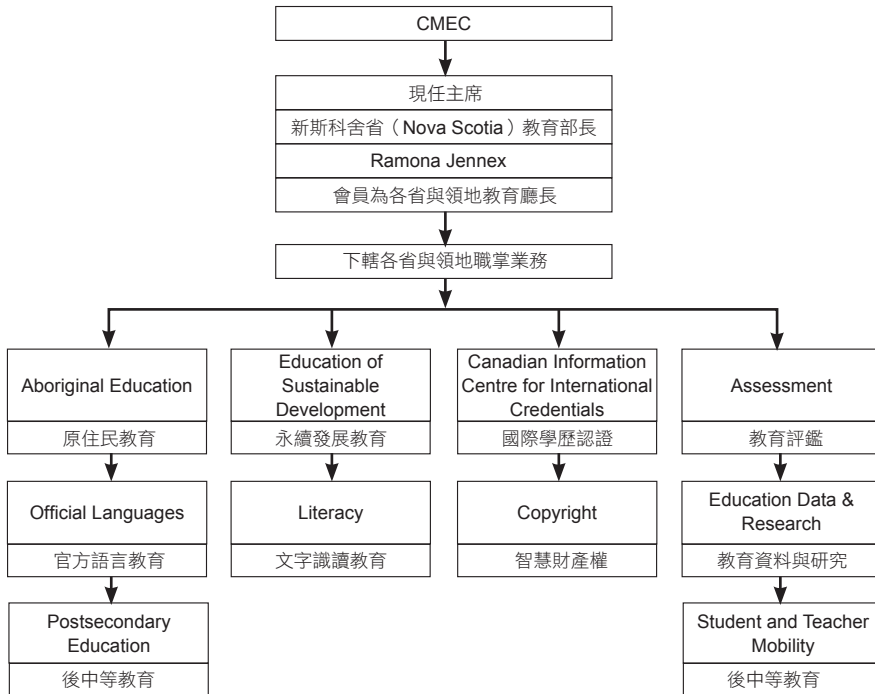 CMEC
現任主席
新斯科舍省（Nova Scotia）教育部長
Ramona Jennex
會員為各省與領地教育廳長
下轄各省與領地職掌業務
Aboriginal Education
原住民教育
Education of
Sustainable
Development
永續發展教育
Canadian Information
Centre for International
Credentials
國際學歷認證
Assessment
教育評鑑
Official Languages
官方語言教育
Literacy
文字識讀教育
Copyright
智慧財產權
Education Data &
Research
教育資料與研究
Postsecondary
Education
後中等教育
Student and Teacher
Mobility
後中等教育